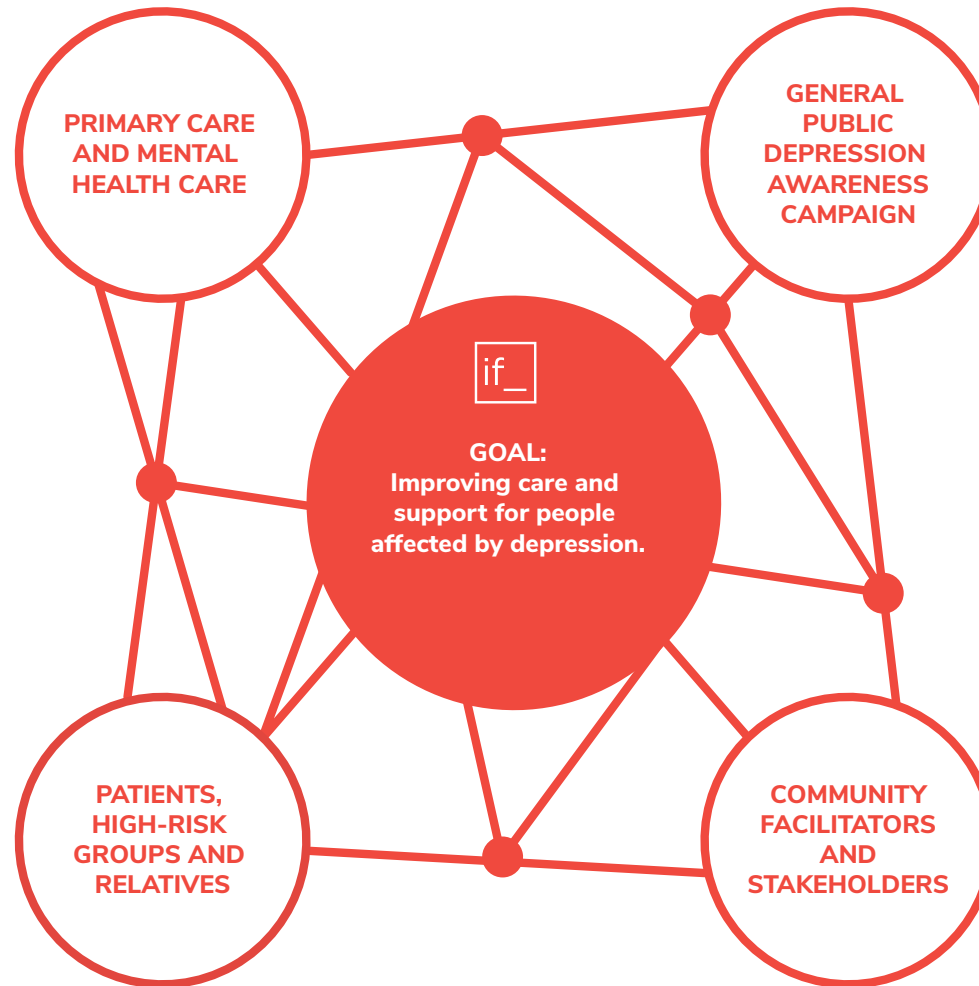 PRIMARY CARE
AND MENTAL
HEALTH CARE
GENERAL
PUBLIC
DEPRESSION
AWARENESS
CAMPAIGN
if_
GOAL:
Improving care and
support for people
affected by depression.
PATIENTS,
HIGH-RISK
GROUPS AND
RELATIVES
COMMUNITY
FACILITATORS
AND
STAKEHOLDERS